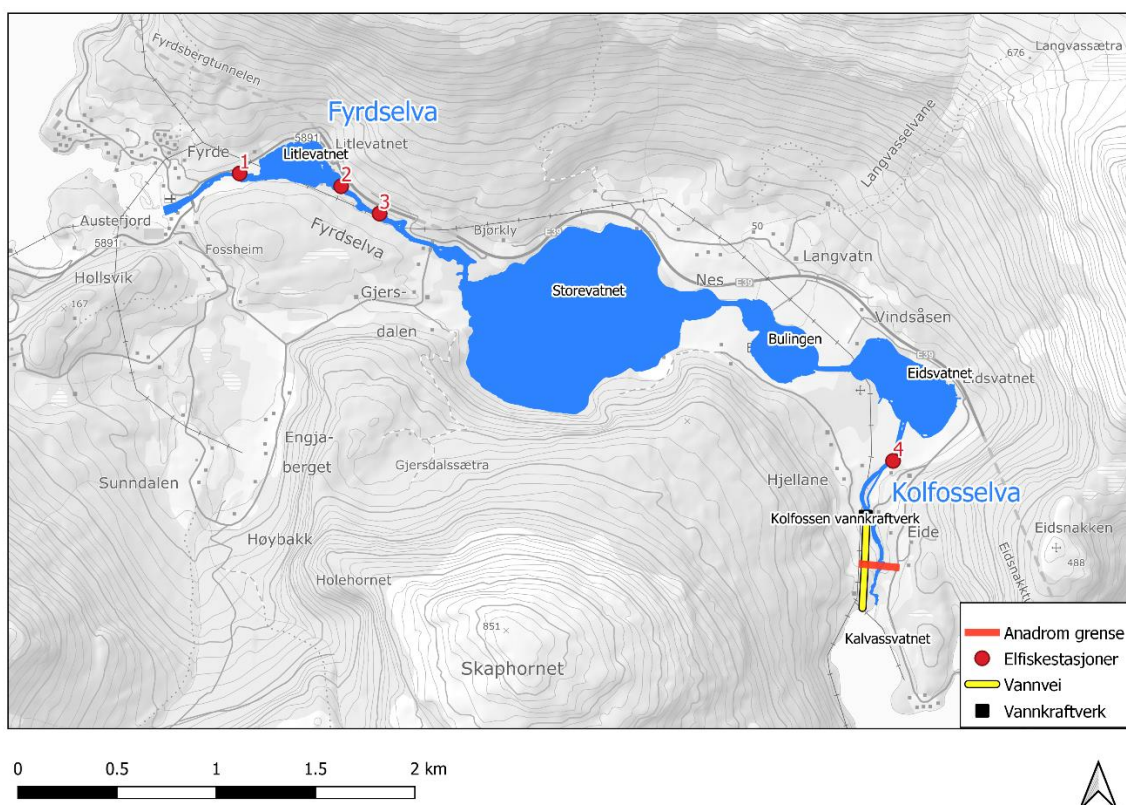 Fyrdsbergtunnelen
676
Langvassætra
Fyrdselva
5891
Litlevatnet
Litlevatnet
Fyrde
1
2
3
Langvasselvane
Austefjord
5891
Fossheim
Fyrdselva
Bjørkly
E39
50
Langvatn
Hollsvik
167
Gjers-
dalen
Storevatnet
Nes
E39
Vindsåsen
Bulingen
E39
Eidsvatnet
Eidsvatnet
Engja-
berget
Gjersdalssætra
Sunndalen
4
Hjellane
Kolfosselva
Kolfossen vannkraftverk
Eide
Eidsnakken
Høybakk
488
Holehornet
851
Skaphornet
Kalvassvatnet
Anadrom grense
Elfiskestasjoner
Vannvei
Vannkraftverk
0 0.5 1 1.5 2 km